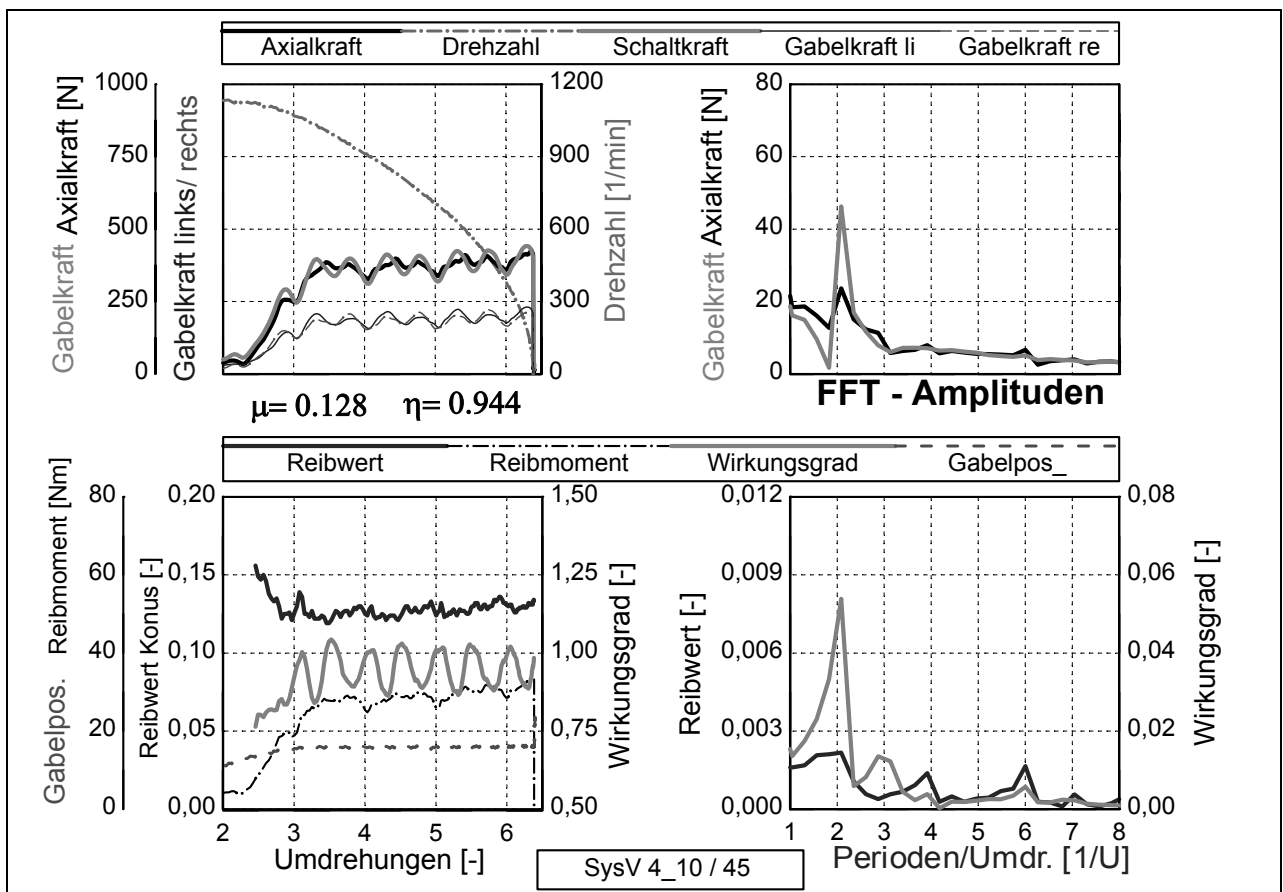 Axialkraft Drehzahl Schaltkraft Gabelkraft li Gabelkraft re
Gabelkraft Axialkraft [N]
1000
750
500
250
0
Gabelkraft links/ rechts
1200
900
600
300
0
Drehzahl [1/min]
μ= 0.128 η= 0.944
Gabelkraft Axialkraft [N]
80
60
40
20
0
FFT - Amplituden
Reibwert Reibmoment Wirkungsgrad Gabelpos_
Gabelpos. Reibmoment [Nm]
80
60
40
20
0
Reibwert Konus [-]
0,20
0,15
0,10
0,05
0,00
1,50
1,25
1,00
0,75
0,50
Wirkungsgrad [-]
2 3 4 5 6
Umdrehungen [-]
Reibwert [-]
0,012
0,009
0,006
0,003
0,000
0,08
0,06
0,04
0,02
0,00
Wirkungsgrad [-]
1 2 3 4 5 6 7 8
Perioden/Umdr. [1/U]
SysV 4_10 / 45